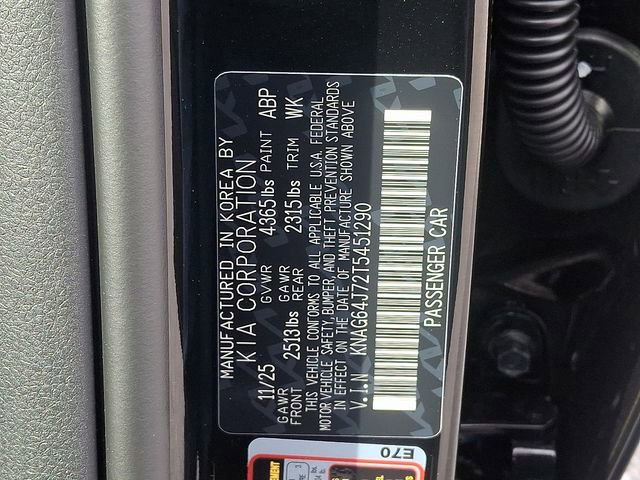 MANUFACTURED IN KOREA BY
KIA CORPORATION
11/25 GVWR 4365lbs PAINT ABP
GAWR FRONT 2513lbs GAWR REAR 2315lbs TRIM WK
THIS VEHICLE CONFORMS TO ALL APPLICABLE U.S.A. FEDERAL
MOTOR VEHICLE SAFETY, BUMPER, AND THEFT PREVENTION STANDARDS
IN EFFECT ON THE DATE OF MANUFACTURE SHOWN ABOVE
V.I.N KNAG64J72T5451290
PASSENGER CAR
E70